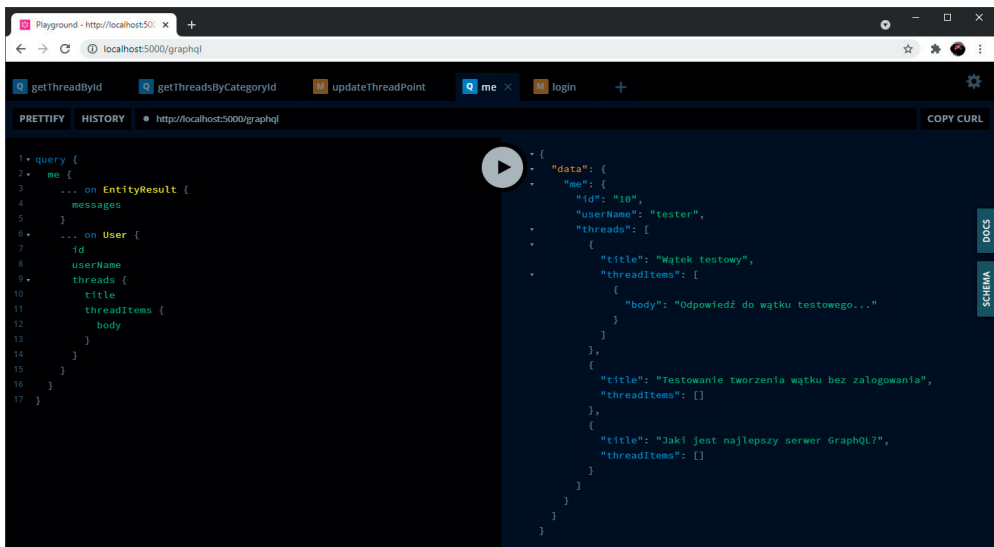 Playground - http://localhost:50
localhost:5000/graphql
Q getThreadById Q getThreadsByCategoryId M updateThreadPoint Q me × M login +
PRETTIFY HISTORY http://localhost:5000/graphql COPY CURL
1 query {
2 me {
3 ... on EntityResult {
4 messages
5 }
6 ... on User {
7 id
8 userName
9 threads {
10 title
11 threadItems {
12 body
13 }
14 }
15 }
16 }
17 }
{
"data": {
"me": {
"id": "10",
"userName": "tester",
"threads": [
{
"title": "Wątek testowy",
"threadItems": [
{
"body": "Odpowiedź do wątku testowego..."
}
]
},
{
"title": "Testowanie tworzenia wątku bez zalogowania",
"threadItems": []
},
{
"title": "Jaki jest najlepszy serwer GraphQL?",
"threadItems": []
}
]
}
}
}
DOCS
SCHEMA